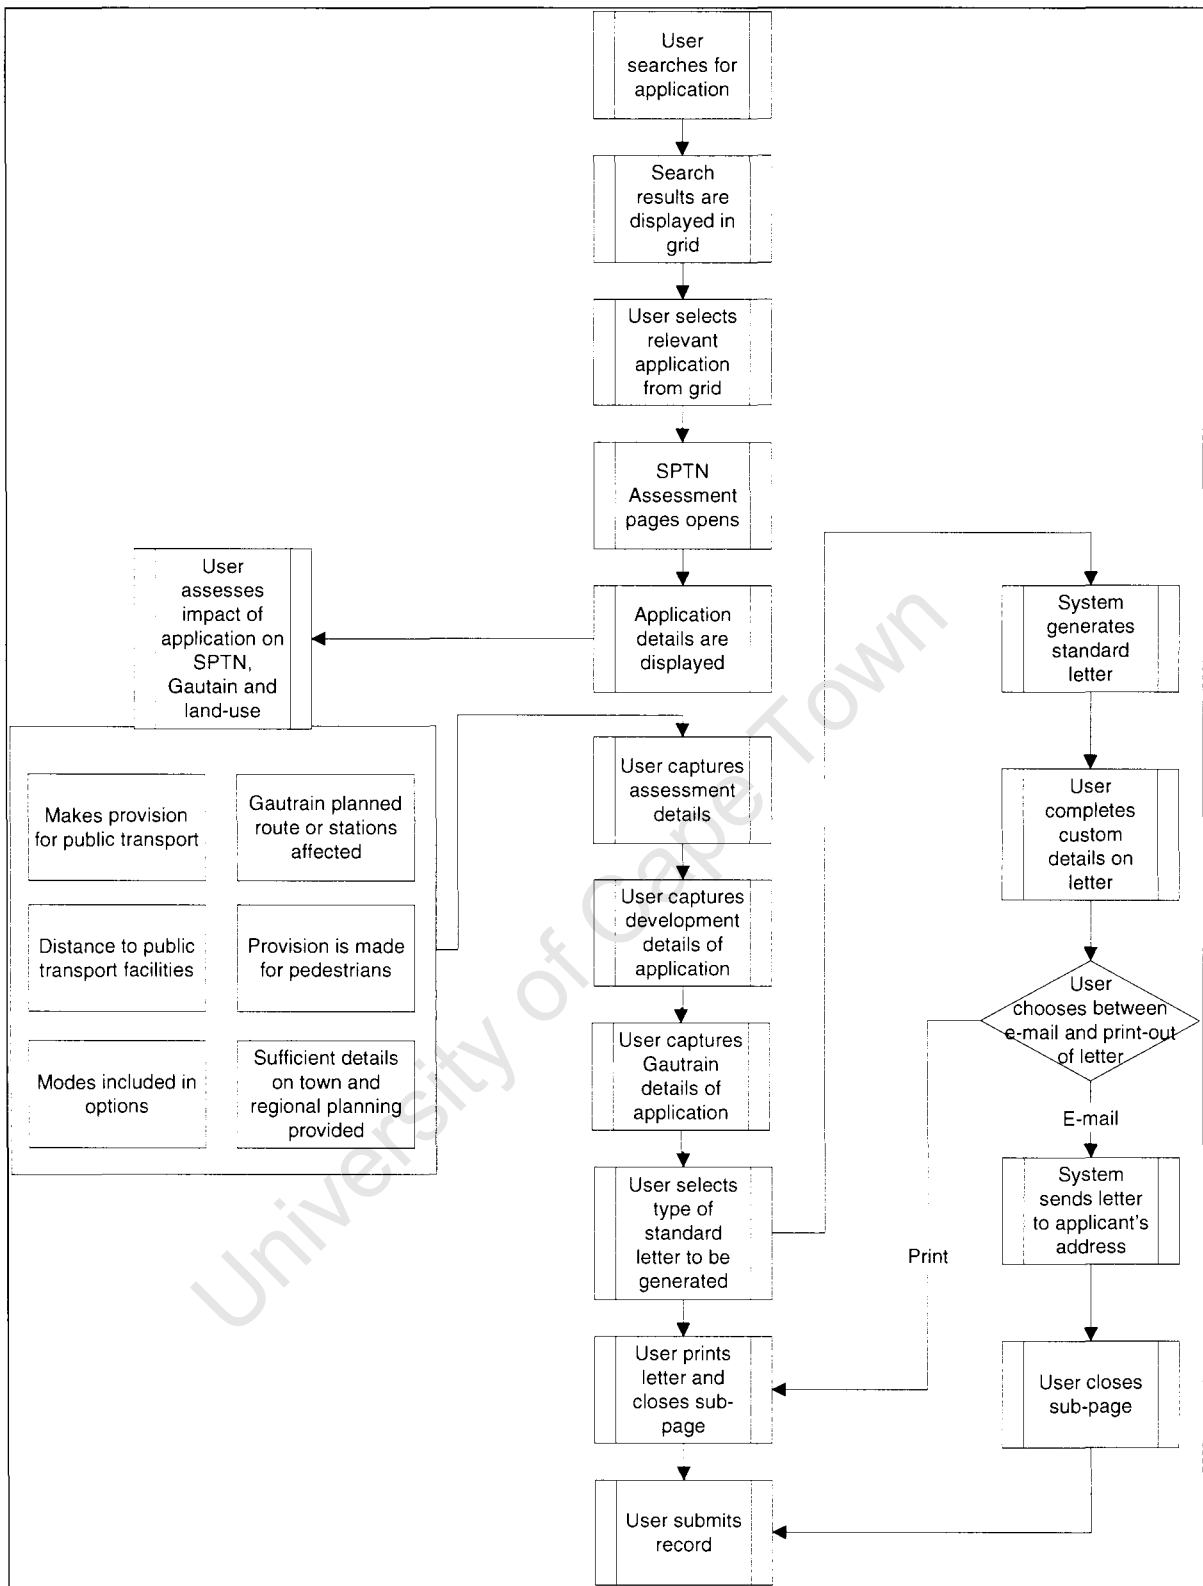 User
searches for
application
Search
results are
displayed in
grid
User selects
relevant
application
from grid
SPTN
Assessment
pages opens
Application
details are
displayed
User
assesses
impact of
application on
SPTN,
Gautain and
land-use
Makes provision
for public transport
Gautrain planned
route or stations
affected
Distance to public
transport facilities
Provision is made
for pedestrians
Modes included in
options
Sufficient details
on town and
regional planning
provided
User captures
assessment
details
User captures
development
details of
application
User captures
Gautrain
details of
application
User selects
type of
standard
letter to be
generated
System
generates
standard
letter
User
completes
custom
details on
letter
User
chooses between
e-mail and print-out
of letter
E-mail
Print
System
sends letter
to applicant's
address
User closes
sub-page
User prints
letter and
closes sub-
page
User submits
record
University of Cape Town